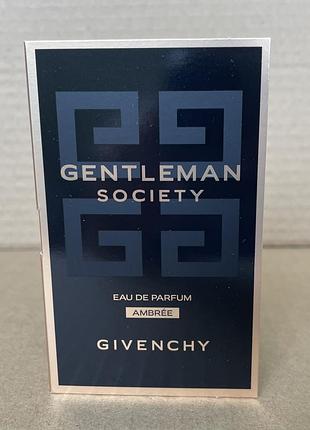 GENTLEMAN
SOCIETY
EAU DE PARFUM
AMBRÉE
GIVENCHY